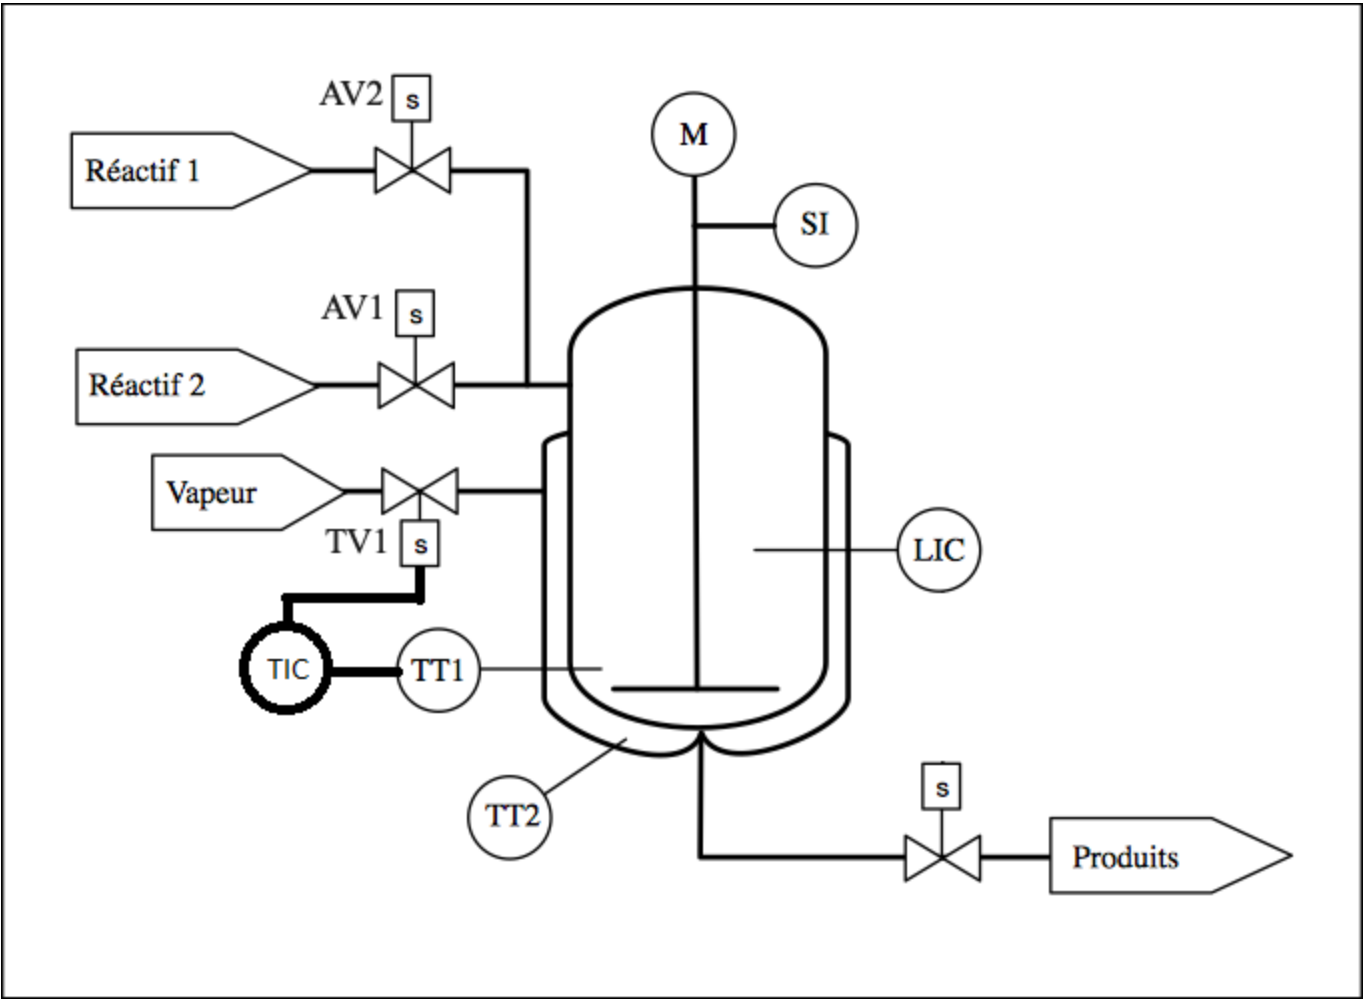 AV2
s
M
Réactif 1
SI
AV1
s
Réactif 2
Vapeur
TV1
s
LIC
TIC
TT1
TT2
s
Produits